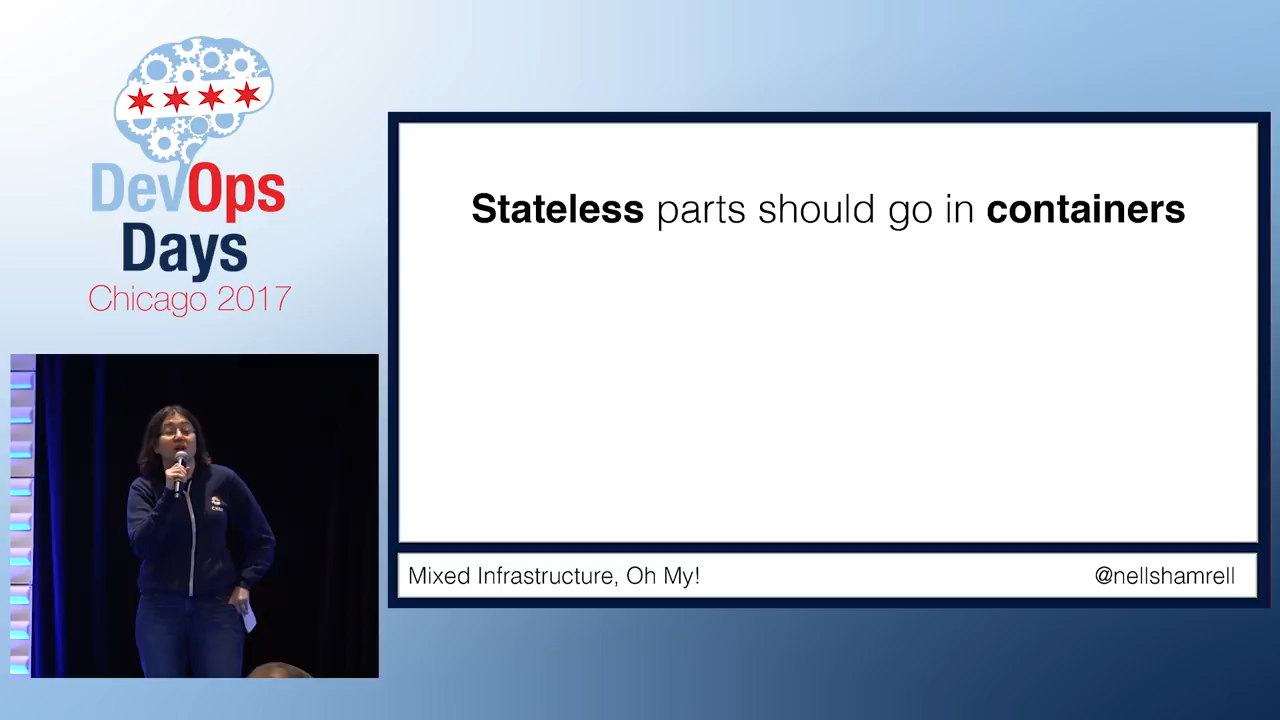 DevOps
Days
Chicago 2017
Stateless parts should go in containers
Mixed Infrastructure, Oh My!
@nellshamrell